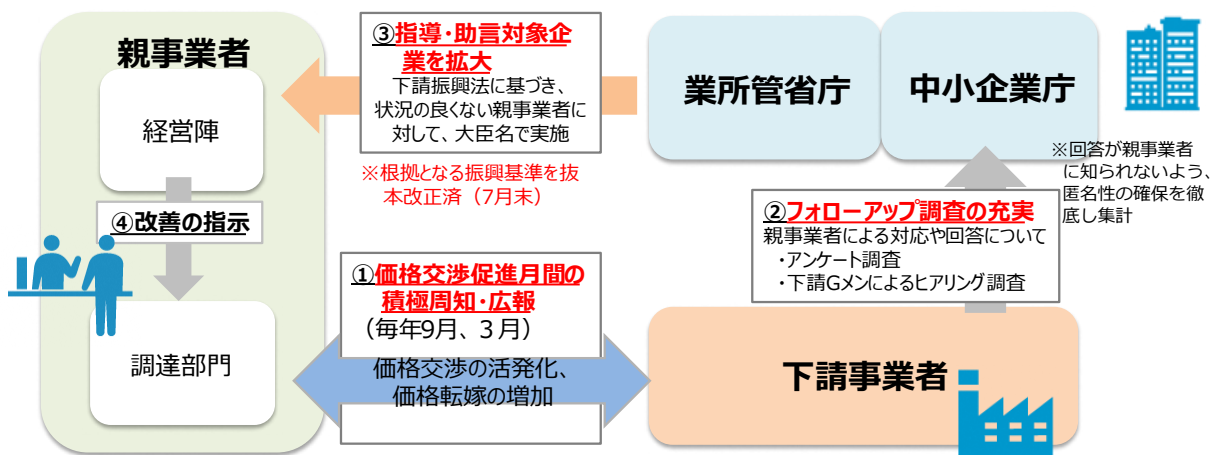 親事業者
経営陣
④改善の指示
調達部門
③指導・助言対象企
業を拡大
下請振興法に基づき、
状況の良くない親事業者に
対して、大臣名で実施
※根拠となる振興基準を抜
本改正済（7月末）
①価格交渉促進月間の
積極周知・広報
（毎年9月、３月）
価格交渉の活発化、
価格転嫁の増加
業所管省庁
中小企業庁
※回答が親事業者
に知られないよう、
匿名性の確保を徹
底し集計
②フォローアップ調査の充実
親事業者による対応や回答について
・アンケート調査
・下請Gメンによるヒアリング調査
下請事業者